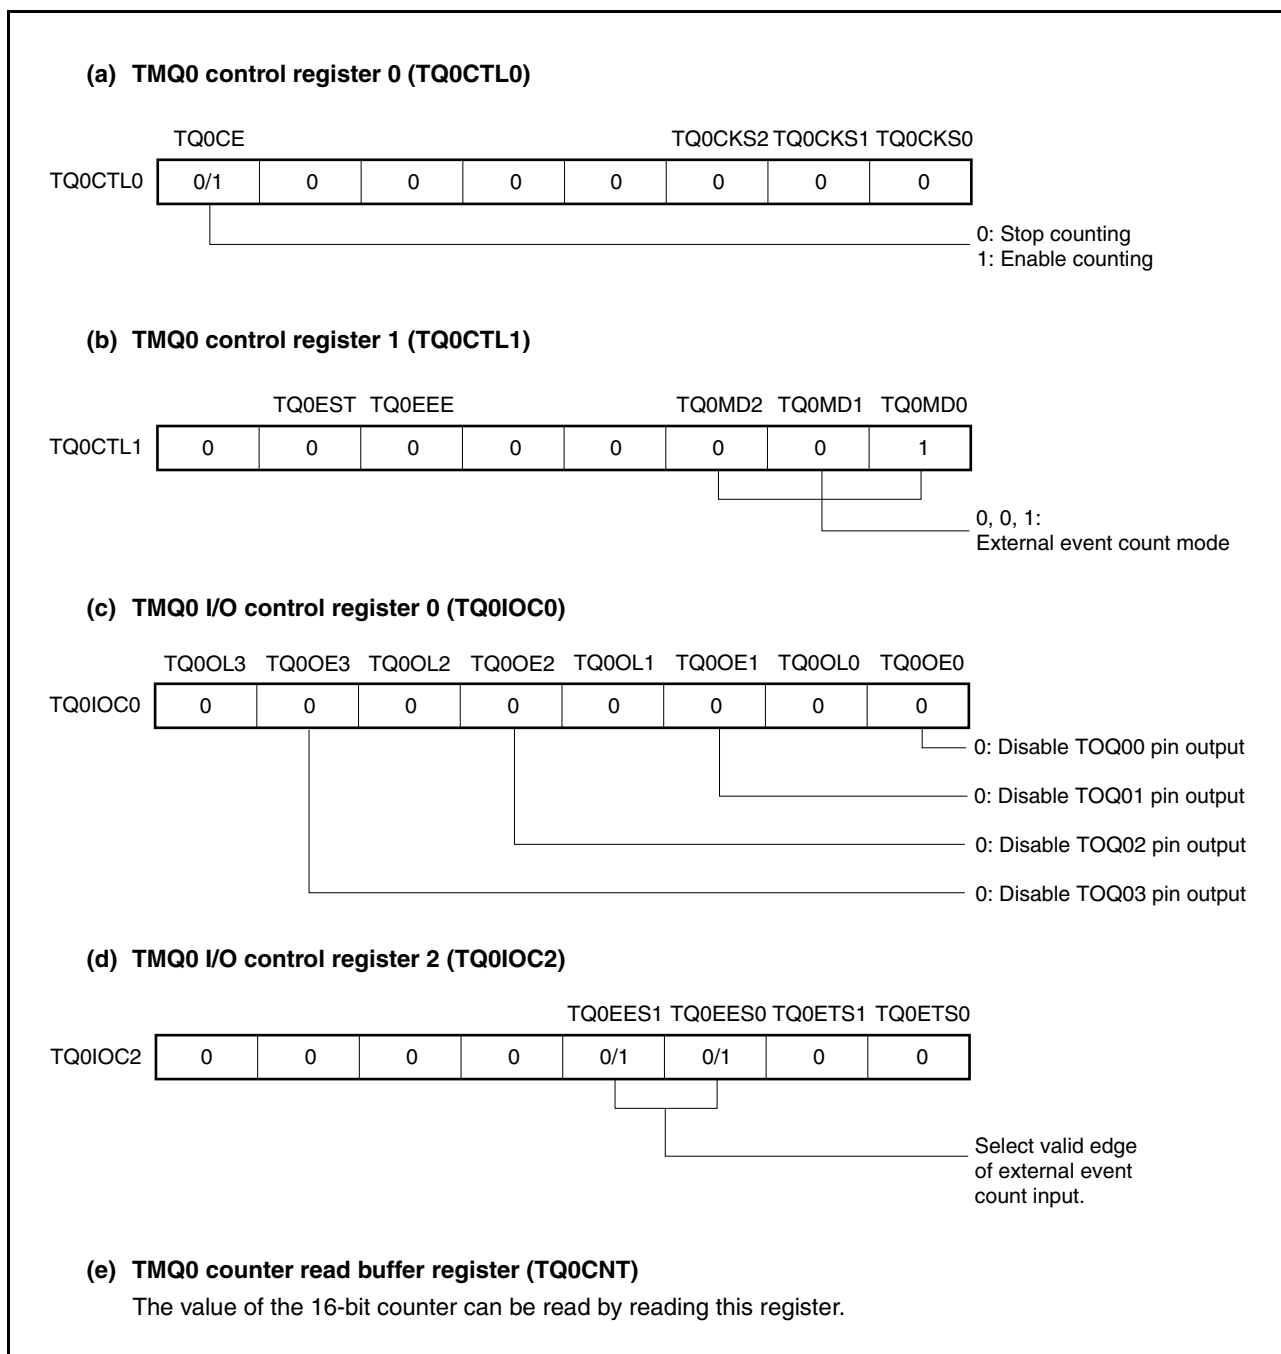 (a) TMQ0 control register 0 (TQ0CTL0)
TQ0CE TQ0CKS2 TQ0CKS1 TQ0CKS0
TQ0CTL0 0/1 0 0 0 0 0 0 0
0: Stop counting
1: Enable counting
(b) TMQ0 control register 1 (TQ0CTL1)
TQ0EST TQ0EEE TQ0MD2 TQ0MD1 TQ0MD0
TQ0CTL1 0 0 0 0 0 0 0 1
0, 0, 1:
External event count mode
(c) TMQ0 I/O control register 0 (TQ0IOC0)
TQ0OL3 TQ0OE3 TQ0OL2 TQ0OE2 TQ0OL1 TQ0OE1 TQ0OL0 TQ0OE0
TQ0IOC0 0 0 0 0 0 0 0 0
0: Disable TOQ00 pin output
0: Disable TOQ01 pin output
0: Disable TOQ02 pin output
0: Disable TOQ03 pin output
(d) TMQ0 I/O control register 2 (TQ0IOC2)
TQ0EES1 TQ0EES0 TQ0ETS1 TQ0ETS0
TQ0IOC2 0 0 0 0 0/1 0/1 0 0
Select valid edge
of external event
count input.
(e) TMQ0 counter read buffer register (TQ0CNT)
The value of the 16-bit counter can be read by reading this register.